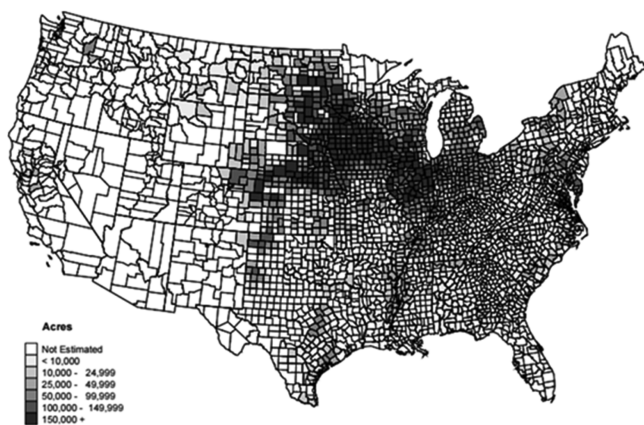 Acres
Not Estimated
< 10,000
10,000 - 24,999
25,000 - 49,999
50,000 - 99,999
100,000 - 149,999
150,000 +